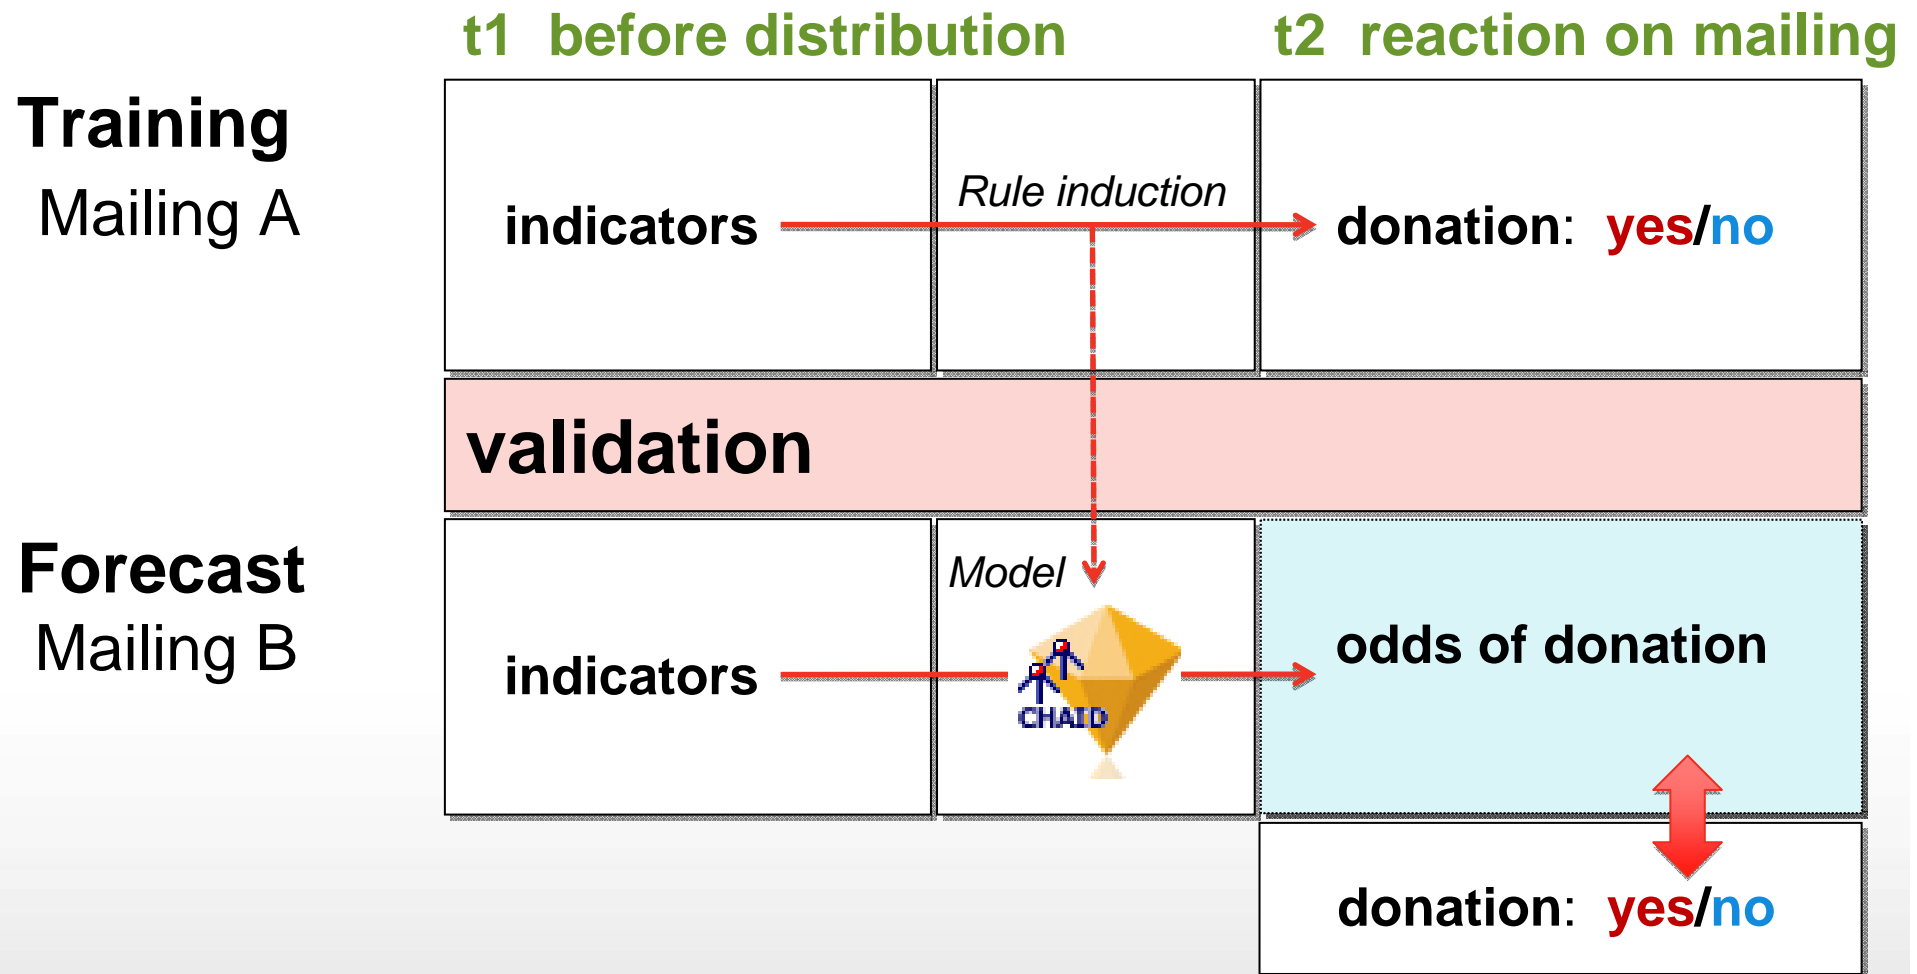 t1 before distribution
t2 reaction on mailing
Training
Mailing A
indicators
Rule induction
donation: yes/no
validation
Forecast
Mailing B
indicators
Model
CHAID
odds of donation
donation: yes/no